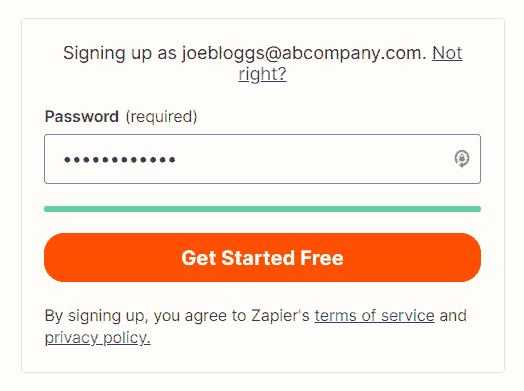 Signing up as joebloggs@abcompany.com. Not
right?
Password (required)
••••••••••••
Get Started Free
By signing up, you agree to Zapier's terms of service and
privacy policy.